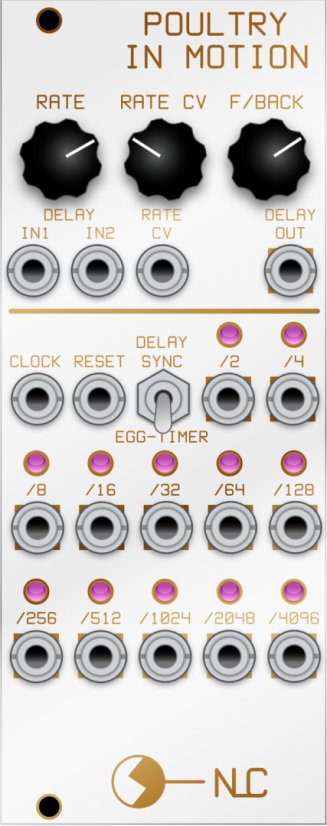 POULTRY
IN MOTION
RATE RATE CV F/BACK
DELAY RATE DELAY
IN1 IN2 CV OUT
DELAY
CLOCK RESET SYNC /2 /4
EGG-TIMER
/8 /16 /32 /64 /128
/256 /512 /1024 /2048 /4096
NLC